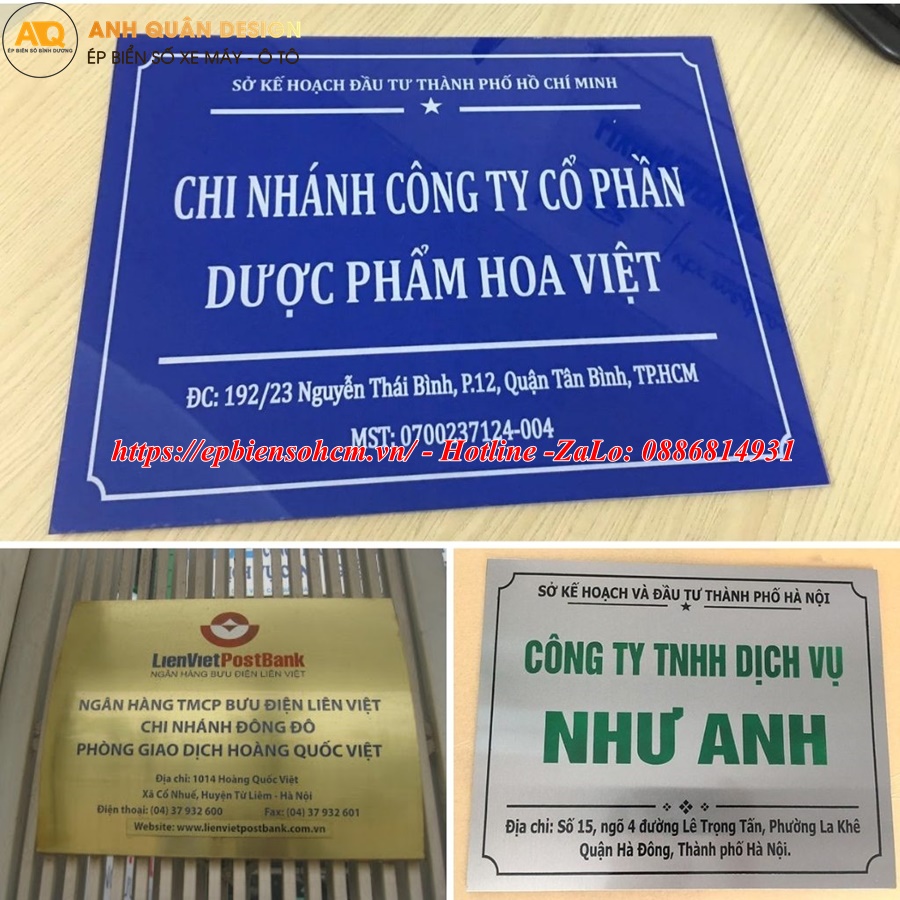 AQ
ÉP BIỂN SỐ BÌNH DƯƠNG
ANH QUÂN DESIGN
ÉP BIỂN SỐ XE MÁY - Ô TÔ
SỞ KẾ HOẠCH ĐẦU TƯ THÀNH PHỐ HỒ CHÍ MINH
CHI NHÁNH CÔNG TY CỔ PHẦN
DƯỢC PHẨM HOA VIỆT
ĐC: 192/23 Nguyễn Thái Bình, P.12, Quận Tân Bình, TP.HCM
MST: 0700237124-004
https://epbiensohcm.vn/ - Hotline -ZaLo: 0886814931
LienVietPostBank
NGÂN HÀNG BƯU ĐIỆN LIÊN VIỆT
NGÂN HÀNG TMCP BƯU ĐIỆN LIÊN VIỆT
CHI NHÁNH ĐÔNG ĐÔ
PHÒNG GIAO DỊCH HOÀNG QUỐC VIỆT
Địa chỉ: 1014 Hoàng Quốc Việt
Xã Cổ Nhuế, Huyện Từ Liêm - Hà Nội
Điện thoại: (04) 37 932 600 Fax: (04) 37 932 601
Website: www.lienvietpostbank.com.vn
SỞ KẾ HOẠCH VÀ ĐẦU TƯ THÀNH PHỐ HÀ NỘI
CÔNG TY TNHH DỊCH VỤ
NHƯ ANH
Địa chỉ: Số 15, ngõ 4 đường Lê Trọng Tấn, Phường La Khê
Quận Hà Đông, Thành phố Hà Nội.